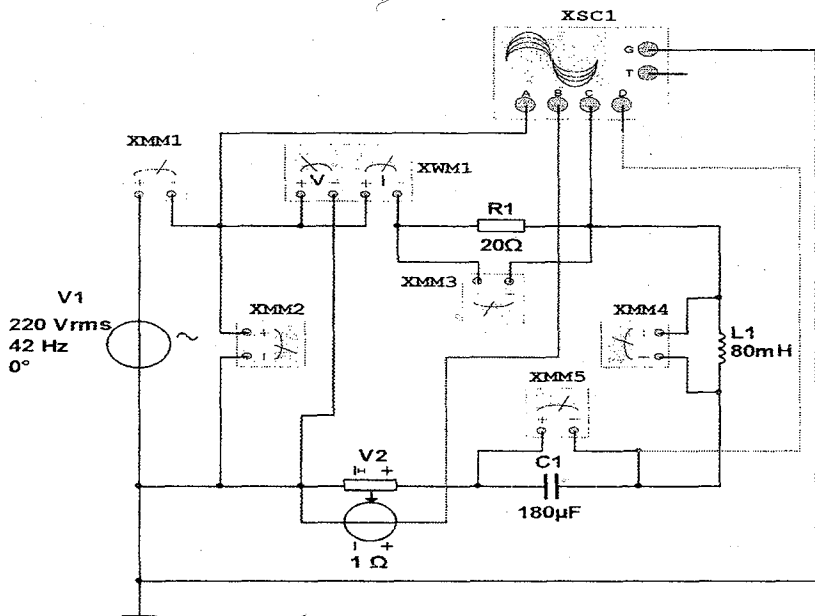 XSC1
G
T
A B C D
XMM1
XWM1
+ - + - + -
V I
R1
20Ω
XMM3
V1
220 Vrms
42 Hz
0°
XMM2
XMM4
L1
80mH
XMM5
V2
C1
180µF
1 Ω